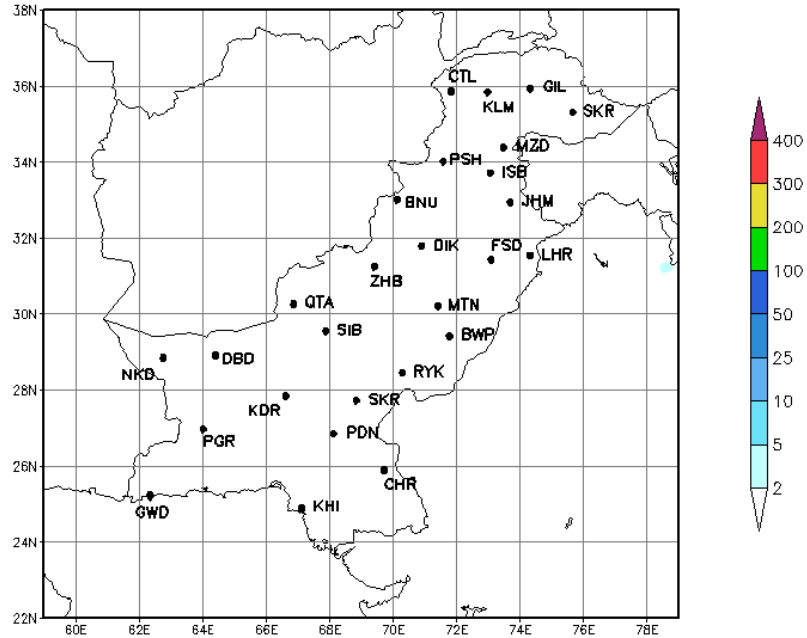 38N
CTL
36N
GIL
KLM
SKR
400
MZD
34N
PSH
ISB
300
BNU
JHM
200
32N
DIK
FSD
LHR
100
ZHB
30N
QTA
MTN
50
SIB
BWP
DBD
25
NKD
RYK
28N
KDR
SKR
10
PGR
PDN
5
26N
CHR
2
GWD
KHI
24N
22N
60E 62E 64E 66E 68E 70E 72E 74E 76E 78E